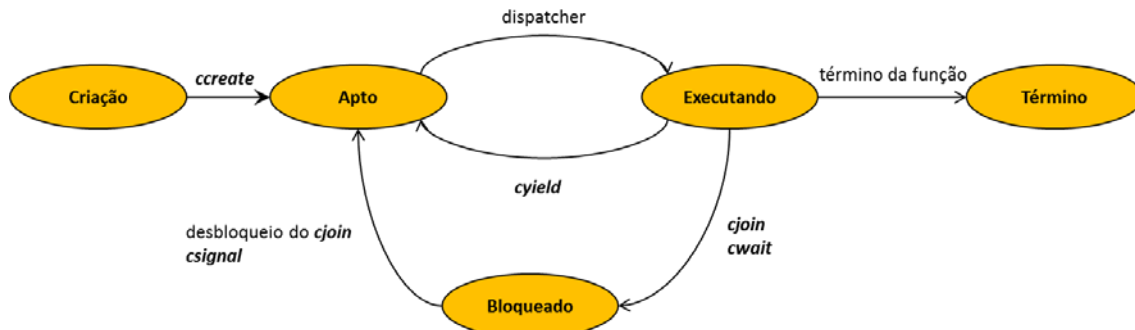 dispatcher
Criação
ccreate
Apto
Executando
término da função
Término
cyield
desbloqueio do cjoin
csignal
cjoin
cwait
Bloqueado